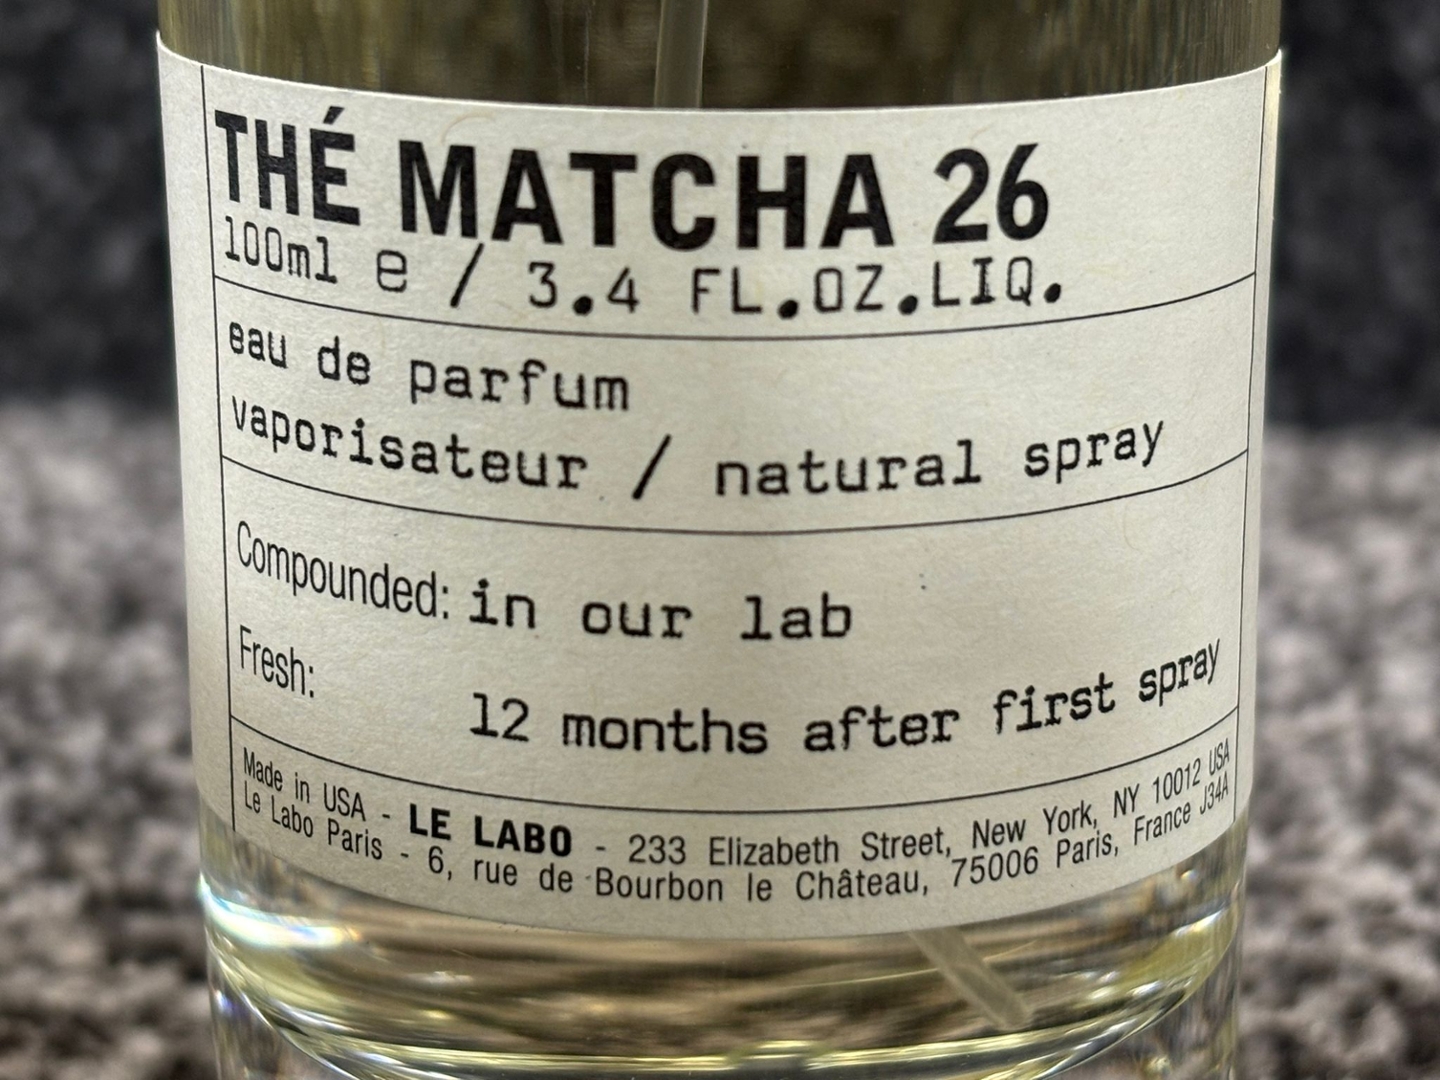 THÉ MATCHA 26
100ml e / 3.4 FL.OZ.LIQ.
eau de parfum
vaporisateur / natural spray
Compounded: in our lab
Fresh: 12 months after first spray
Made in USA - LE LABO - 233 Elizabeth Street, New York, NY 10012 USA
Le Labo Paris - 6, rue de Bourbon le Château, 75006 Paris, France J34A